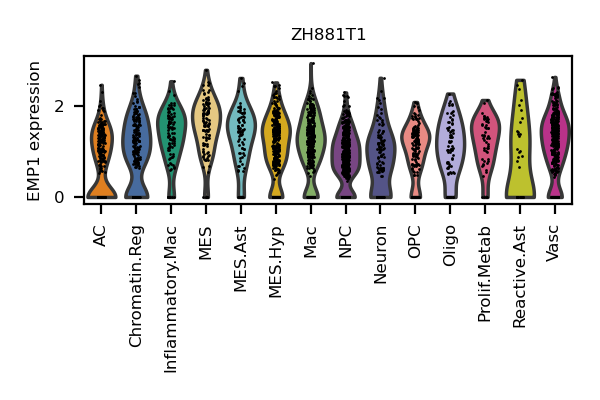 ZH881T1
EMP1 expression
2
0
AC
Chromatin.Reg
Inflammatory.Mac
MES
MES.Ast
MES.Hyp
Mac
NPC
Neuron
OPC
Oligo
Prolif.Metab
Reactive.Ast
Vasc